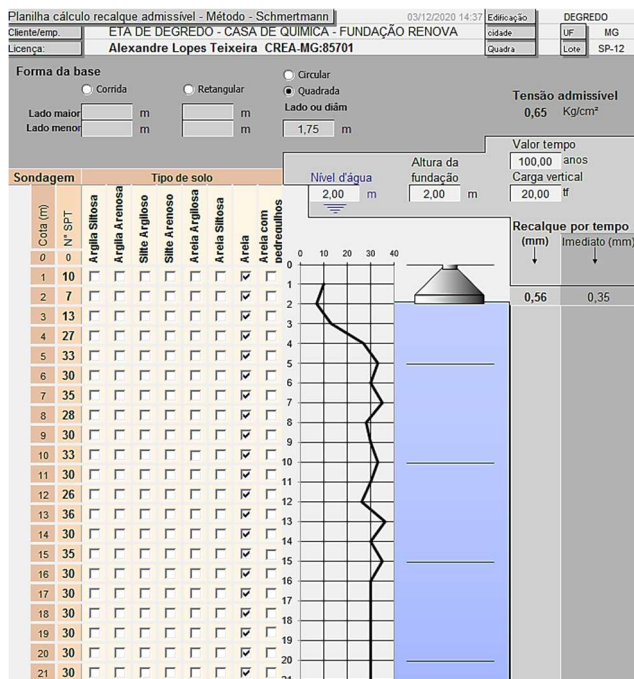 Planilha cálculo recalque admissível - Método - Schmertmann 03/12/2020 14:37 Edificação DEGREDO
Cliente/emp. ETA DE DEGREDO - CASA DE QUIMICA - FUNDAÇÃO RENOVA cidade UF MG
Licença: Alexandre Lopes Teixeira CREA-MG:85701 Quadra Lote SP-12
Forma da base
Corrida Retangular Circular
Quadrada
Lado maior m m Lado ou diâm
Lado menor m m 1,75 m
Tensão admissível
0,65 Kg/cm²
Valor tempo
100,00 anos
Carga vertical
20,00 tf
Nível d'água
2,00 m
Altura da
fundação
2,00 m
Recalque por tempo
(mm) Imediato (mm)
0,56 0,35
Sondagem Tipo de solo
Cota (m) N° SPT Argila Siltosa Argila Arenosa Silte Argiloso Silte Arenoso Areia Argilosa Areia Siltosa Areia Areia com pedregulhos
0 0
1 10
2 7
3 13
4 27
5 33
6 30
7 35
8 28
9 30
10 33
11 30
12 26
13 36
14 30
15 35
16 30
17 30
18 30
19 30
20 30
21 30
0 10 20 30 40
0
1
2
3
4
5
6
7
8
9
10
11
12
13
14
15
16
17
18
19
20
21